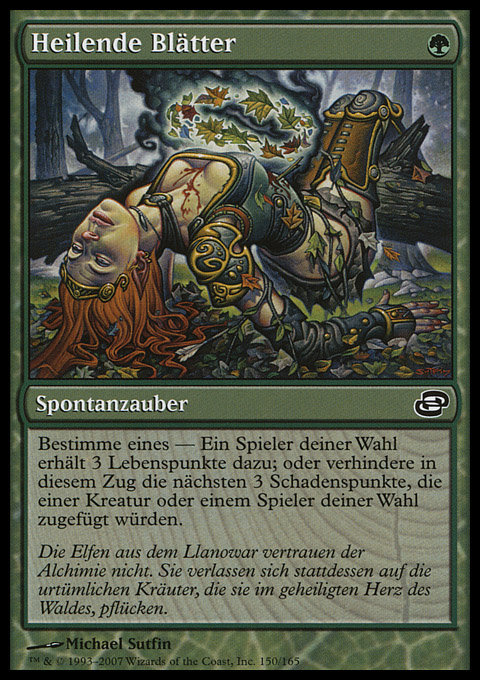 Heilende Blätter
Spontanzauber
Bestimme eines — Ein Spieler deiner Wahl
erhält 3 Lebenspunkte dazu; oder verhindere in
diesem Zug die nächsten 3 Schadenspunkte, die
einer Kreatur oder einem Spieler deiner Wahl
zugefügt würden.
Die Elfen aus dem Llanowar vertrauen der
Alchimie nicht. Sie verlassen sich stattdessen auf die
urtümlichen Kräuter, die sie im geheiligten Herz des
Waldes, pflücken.
Michael Sutfin
™ & © 1993–2007 Wizards of the Coast, Inc. 150/165